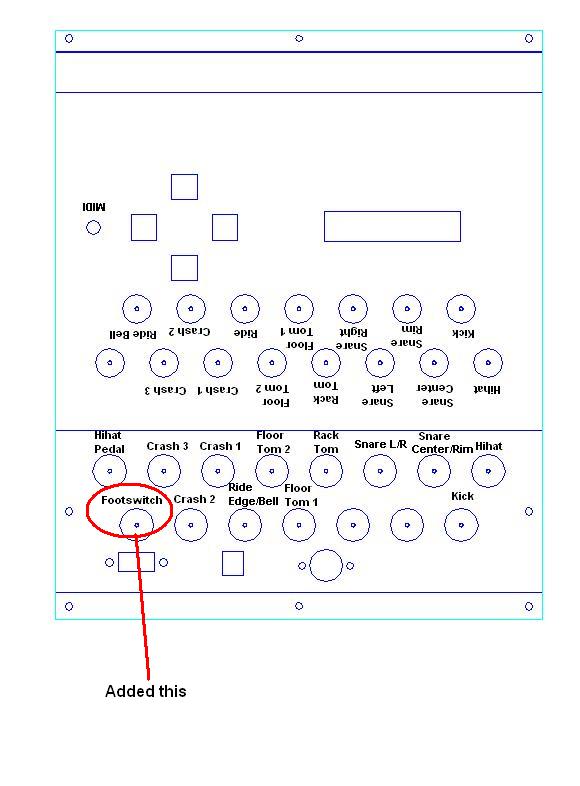 MIDI
Ride Bell
Crash 2
Ride
Floor
Tom 1
Snare
Right
Snare
Rim
Kick
Crash 3
Crash 1
Floor
Tom 2
Rack
Tom
Snare
Left
Snare
Center
Hihat
Hihat
Pedal
Crash 3
Crash 1
Floor
Tom 2
Rack
Tom
Snare L/R
Snare
Center/Rim
Hihat
Footswitch
Crash 2
Ride
Edge/Bell
Floor
Tom 1
Kick
Added this